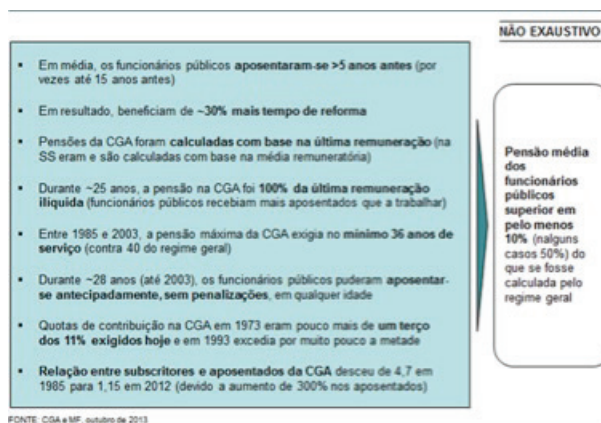 NÃO EXAUSTIVO
Em média, os funcionários públicos aposentaram-se >5 anos antes (por
vezes até 15 anos antes)
Em resultado, beneficiam de ~30% mais tempo de reforma
Pensões da CGA foram calculadas com base na última remuneração (na
SS eram e são calculadas com base na média remuneratória)
Durante ~25 anos, a pensão na CGA foi 100% da última remuneração
ilíquida (funcionários públicos recebiam mais aposentados que a trabalhar)
Entre 1985 e 2003, a pensão máxima da CGA exigia no mínimo 36 anos de
serviço (contra 40 do regime geral)
Durante ~28 anos (até 2003), os funcionários públicos puderam aposentar-
se antecipadamente, sem penalizações, em qualquer idade
Quotas de contribuição na CGA em 1973 eram pouco mais de um terço
dos 11% exigidos hoje e em 1993 excedia por muito pouco a metade
Relação entre subscritores e aposentados da CGA desceu de 4,7 em
1985 para 1,15 em 2012 (devido a aumento de 300% nos aposentados)
Pensão média
dos
funcionários
públicos
superior em
pelo menos
10% (nalguns
casos 50%) do
que se fosse
calculada pelo
regime geral
FONTE: CGA e MF, outubro de 2013